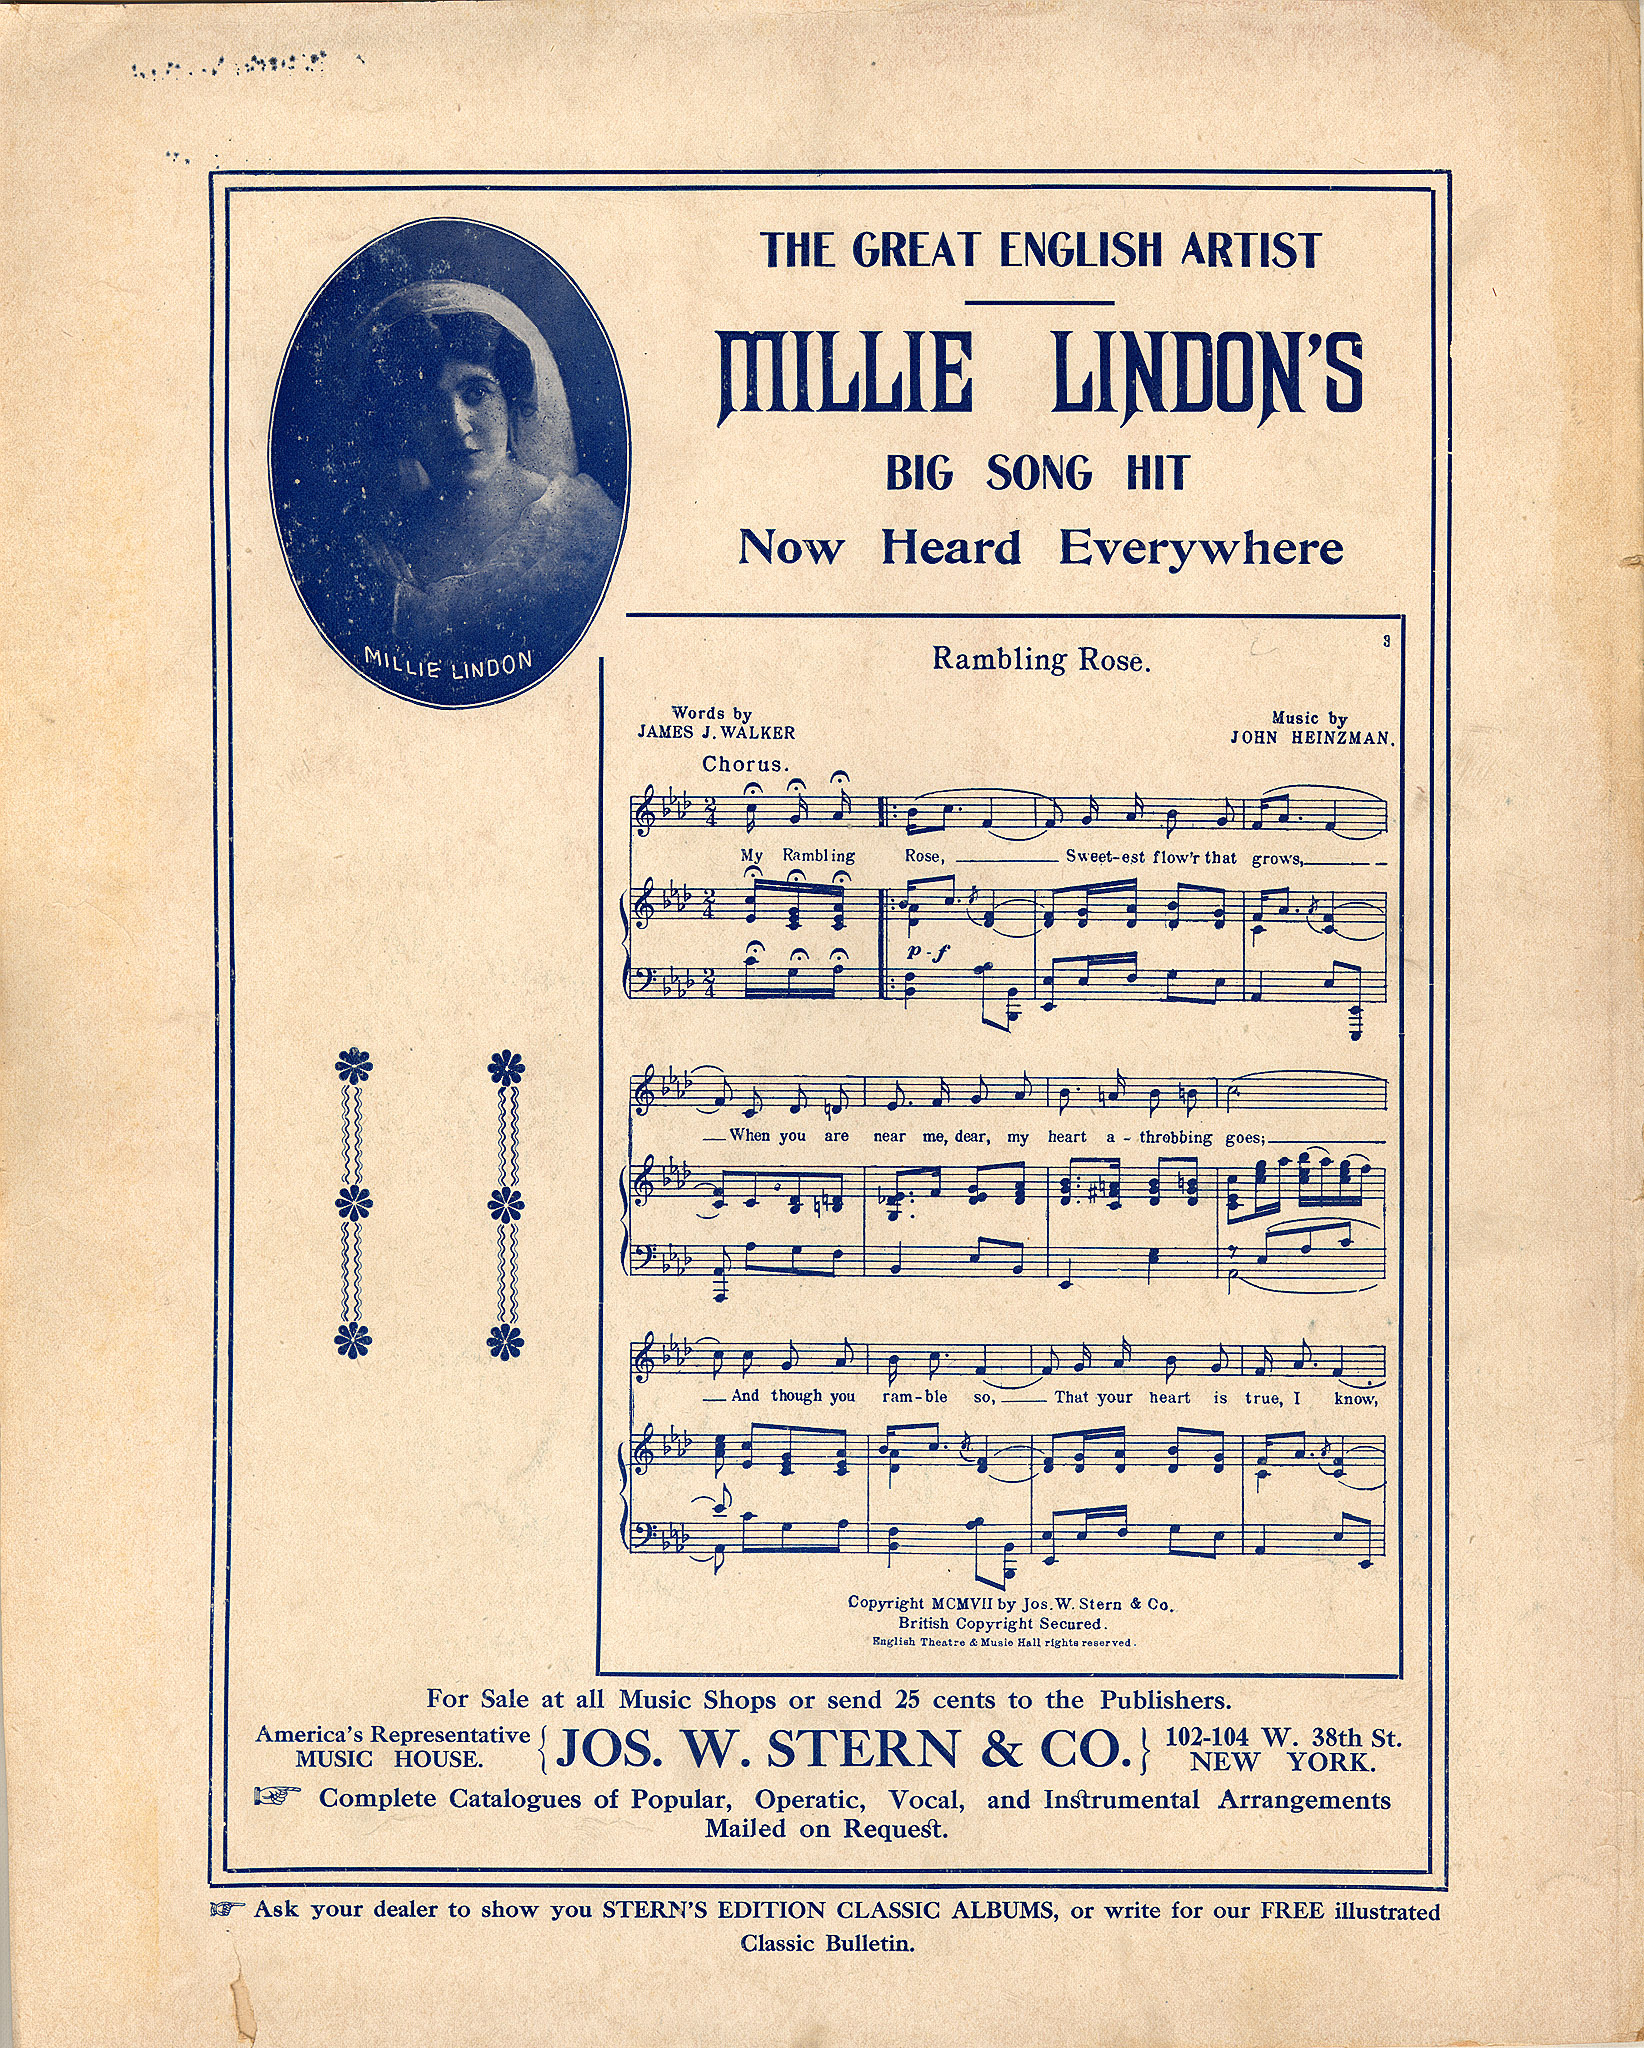 THE GREAT ENGLISH ARTIST
MILLIE LINDON'S
BIG SONG HIT
Now Heard Everywhere
MILLIE LINDON
3
Rambling Rose.
Words by
JAMES J. WALKER
Music by
JOHN HEINZMAN.
Chorus.
My Rambling Rose, Sweet-est flow'r that grows,
p-f
When you are near me, dear, my heart a-throbbing goes;
And though you ram-ble so, That your heart is true, I know,
Copyright MCMVII by Jos. W. Stern & Co.
British Copyright Secured.
English Theatre & Music Hall rights reserved.
For Sale at all Music Shops or send 25 cents to the Publishers.
America's Representative
MUSIC HOUSE.
{ JOS. W. STERN & CO. }
102-104 W. 38th St.
NEW YORK.
☞ Complete Catalogues of Popular, Operatic, Vocal, and Instrumental Arrangements
Mailed on Request.
☞ Ask your dealer to show you STERN'S EDITION CLASSIC ALBUMS, or write for our FREE illustrated
Classic Bulletin.